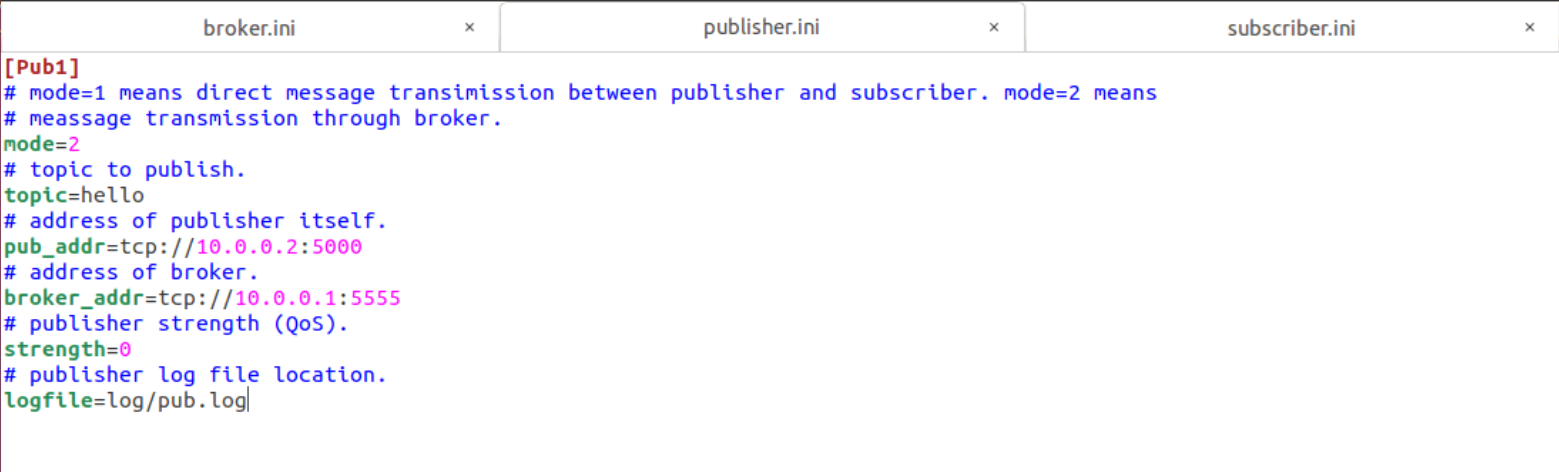 broker.ini × publisher.ini × subscriber.ini ×
[Pub1]
# mode=1 means direct message transimission between publisher and subscriber. mode=2 means
# meassage transmission through broker.
mode=2
# topic to publish.
topic=hello
# address of publisher itself.
pub_addr=tcp://10.0.0.2:5000
# address of broker.
broker_addr=tcp://10.0.0.1:5555
# publisher strength (QoS).
strength=0
# publisher log file location.
logfile=log/pub.log